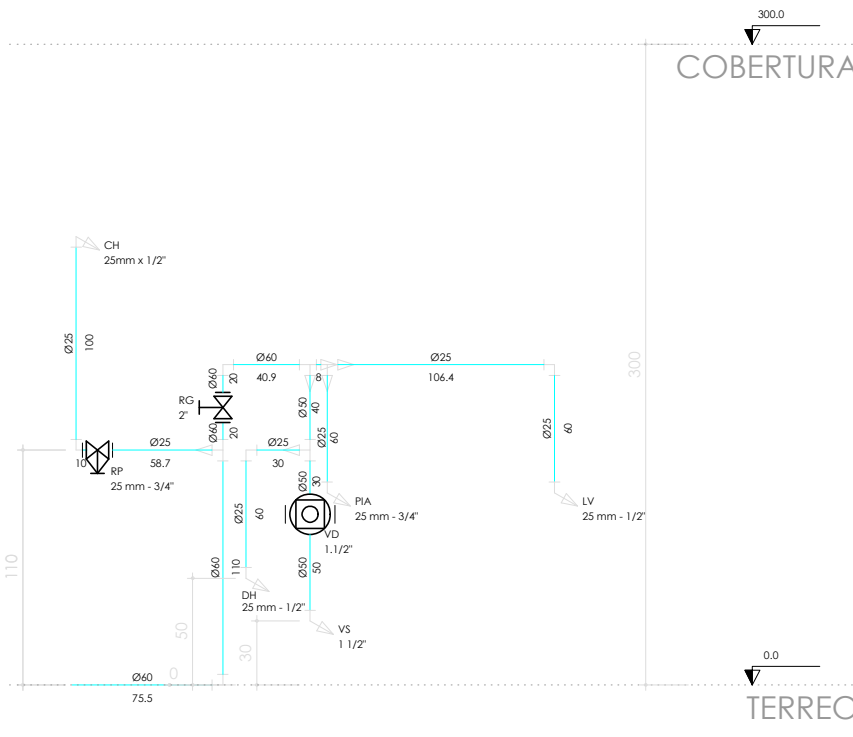 300.0
COBERTURA
CH
25mm x 1/2"
Ø25
100
300
Ø60
40.9
8
Ø25
106.4
Ø60
20
RG
2"
Ø60
20
Ø50
40
Ø25
60
Ø25
60
Ø25
58.7
10
RP
25 mm - 3/4"
Ø25
30
Ø50
30
PIA
25 mm - 3/4"
LV
25 mm - 1/2"
Ø25
60
VD
1.1/2"
110
Ø60
110
Ø50
50
DH
25 mm - 1/2"
50
30
VS
1 1/2"
0
Ø60
75.5
0.0
TERREO